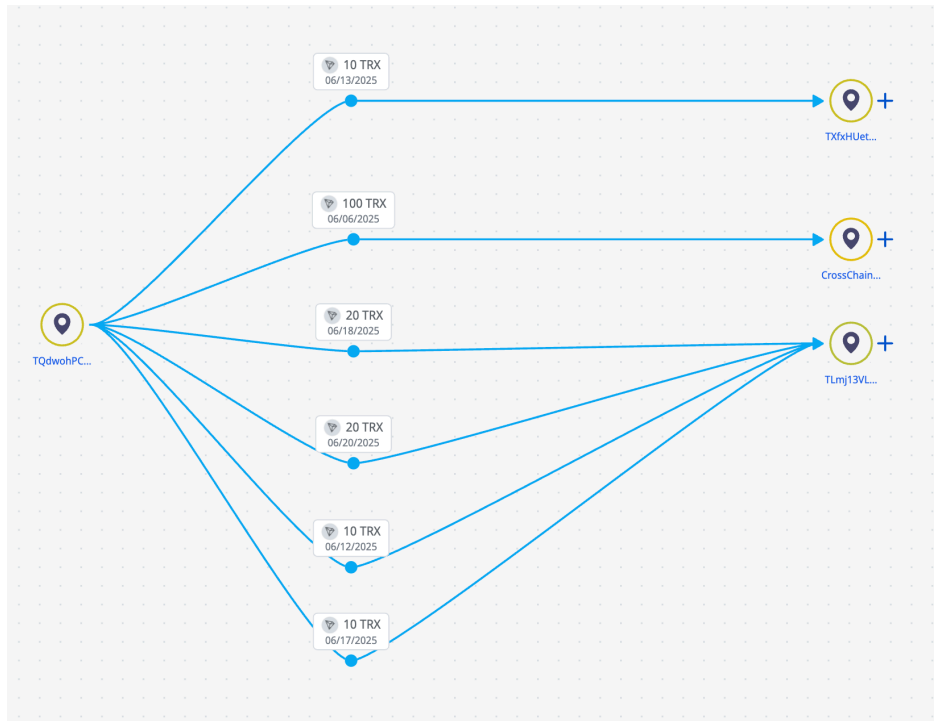 10 TRX
06/13/2025
TXfxHUet...
100 TRX
06/06/2025
CrossChain...
20 TRX
06/18/2025
TQdwohPC...
TLmj13VL...
20 TRX
06/20/2025
10 TRX
06/12/2025
10 TRX
06/17/2025